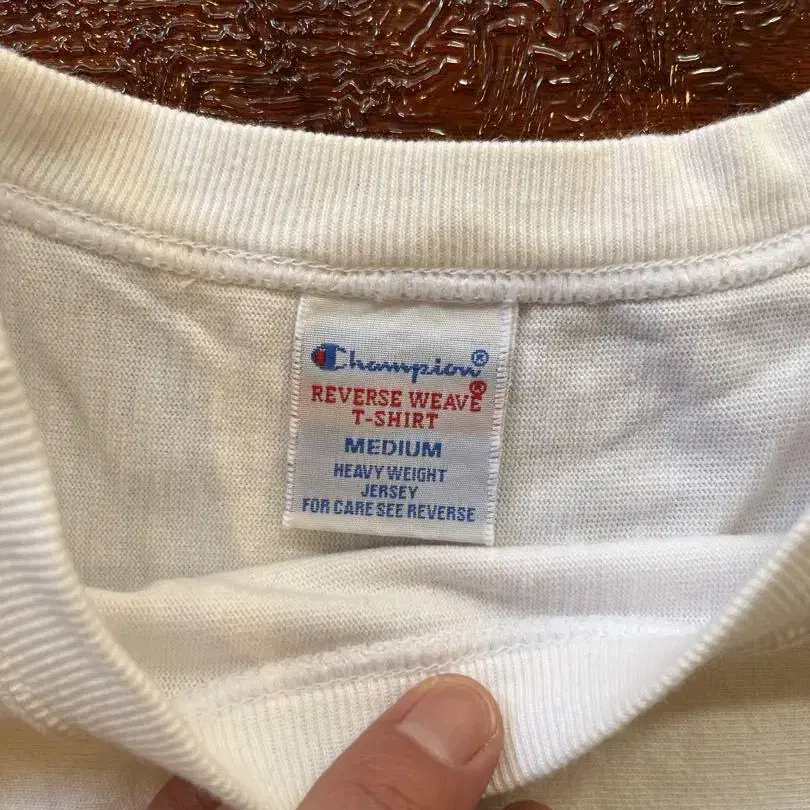 Champion®
REVERSE WEAVE®
T-SHIRT
MEDIUM
HEAVY WEIGHT
JERSEY
FOR CARE SEE REVERSE